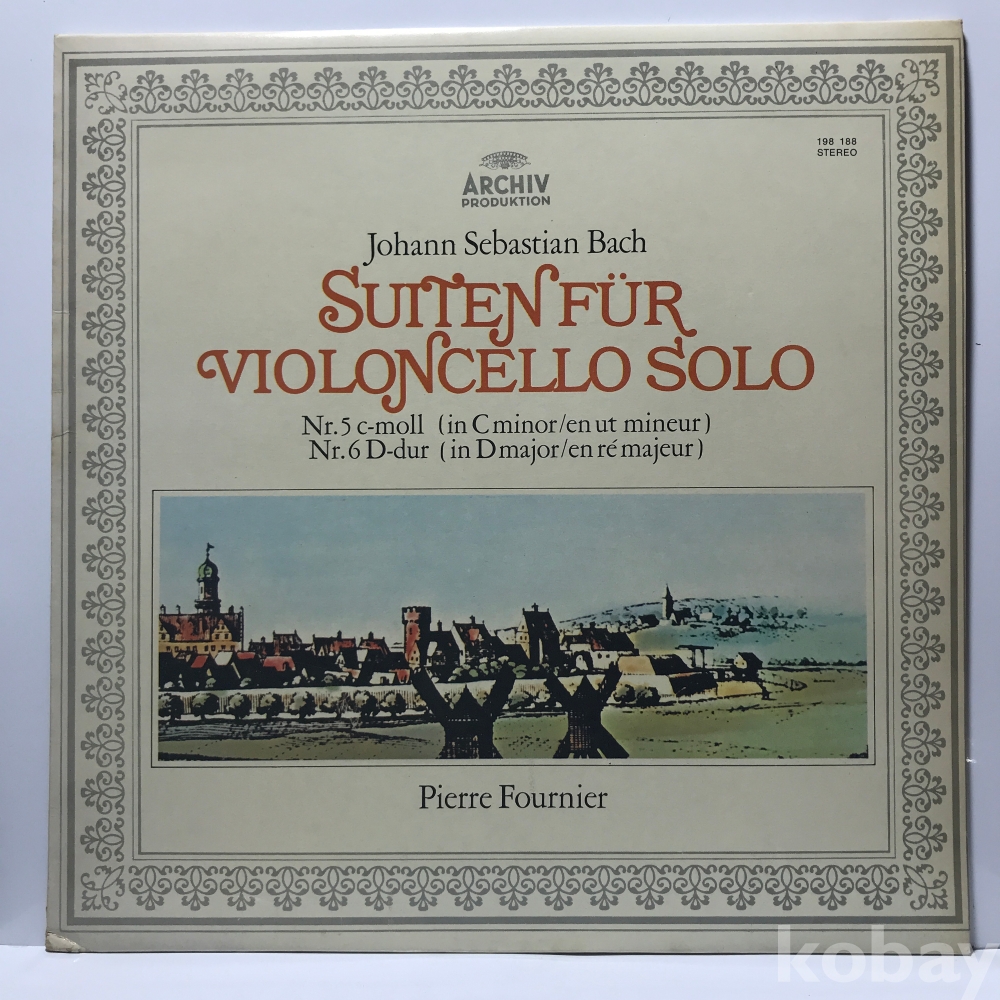 198 188
STEREO
ARCHIV
PRODUKTION
Johann Sebastian Bach
SUITEN FÜR
VIOLONCELLO SOLO
Nr. 5 c-moll (in C minor/en ut mineur)
Nr. 6 D-dur (in D major/en ré majeur)
Pierre Fournier
kobay